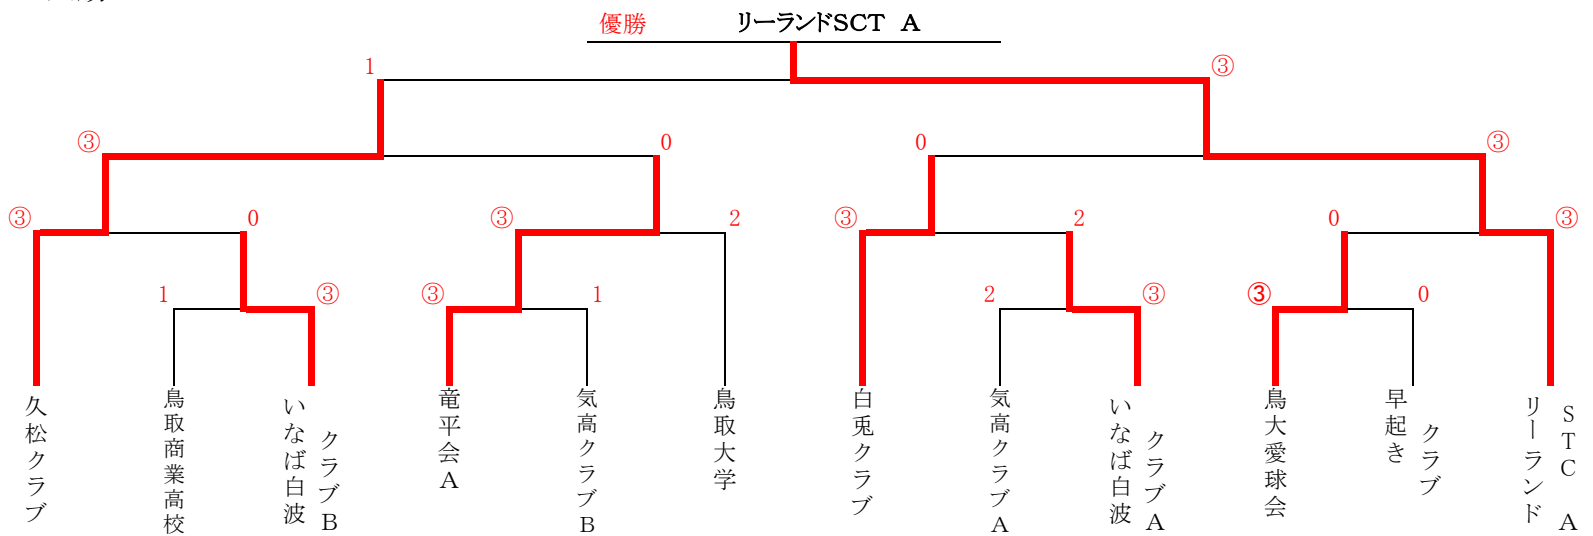 優勝 リーランドSCT A
1 ③
③ 0 0 ③
③ 0 ③ 2 ③ 2 0 ③
1 ③ ③ 1 2 ③ ③ 0
久松クラブ
鳥取商業高校
いなば白波
クラブB
竜平会A
気高クラブB
鳥取大学
白兎クラブ
気高クラブA
いなば白波
クラブA
鳥大愛球会
早起き
クラブ
リーランド
STC A